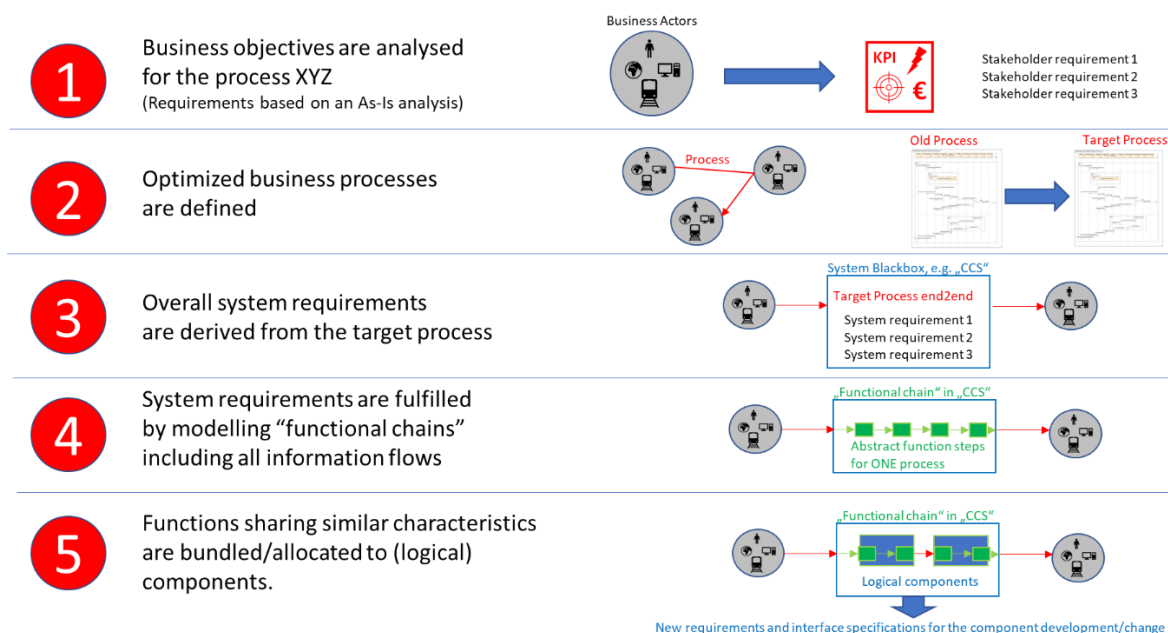 1
Business objectives are analysed
for the process XYZ
(Requirements based on an As-Is analysis)
Business Actors
KPI
€
Stakeholder requirement 1
Stakeholder requirement 2
Stakeholder requirement 3
2
Optimized business processes
are defined
Process
Old Process
Target Process
3
Overall system requirements
are derived from the target process
System Blackbox, e.g. „CCS“
Target Process end2end
System requirement 1
System requirement 2
System requirement 3
4
System requirements are fulfilled
by modelling “functional chains”
including all information flows
„Functional chain“ in „CCS“
Abstract function steps
for ONE process
5
Functions sharing similar characteristics
are bundled/allocated to (logical)
components.
„Functional chain“ in „CCS“
Logical components
New requirements and interface specifications for the component development/change